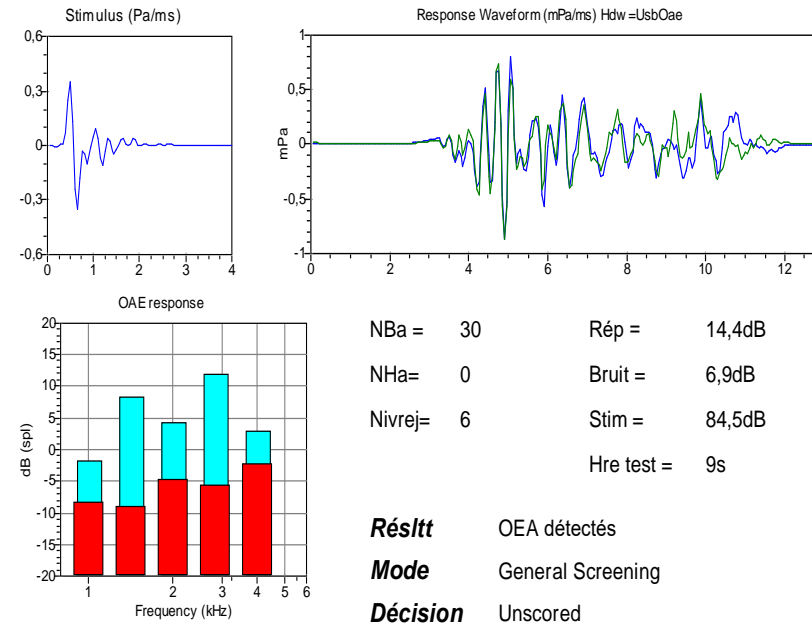 Stimulus (Pa/ms)
0,6
0,3
0
-0,3
-0,6
0 1 2 3 4
Response Waveform (mPa/ms) Hdw=UsbOae
mPa
1
0,5
0
-0,5
-1
0 2 4 6 8 10 12
OAE response
dB (spl)
20
15
10
5
0
-5
-10
-15
-20
1 2 3 4 5 6
Frequency (kHz)
NBa = 30 Rép = 14,4dB
NHa= 0 Bruit = 6,9dB
Nivrej= 6 Stim = 84,5dB
Hre test = 9s
Résltt OEA détectés
Mode General Screening
Décision Unscored